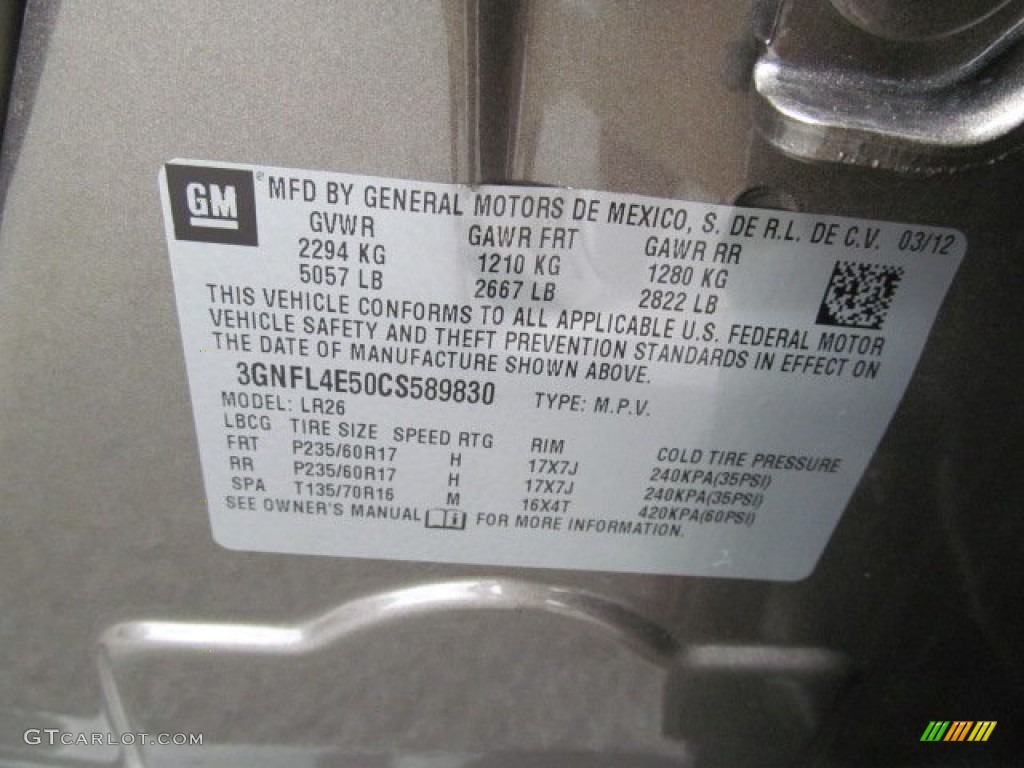 GM ® MFD BY GENERAL MOTORS DE MEXICO, S. DE R.L. DE C.V. 03/12
GVWR GAWR FRT GAWR RR
2294 KG 1210 KG 1280 KG
5057 LB 2667 LB 2822 LB
THIS VEHICLE CONFORMS TO ALL APPLICABLE U.S. FEDERAL MOTOR
VEHICLE SAFETY AND THEFT PREVENTION STANDARDS IN EFFECT ON
THE DATE OF MANUFACTURE SHOWN ABOVE.
3GNFL4E50CS589830 TYPE: M.P.V.
MODEL: LR26
LBCG TIRE SIZE SPEED RTG RIM COLD TIRE PRESSURE
FRT P235/60R17 H 17X7J 240KPA(35PSI)
RR P235/60R17 H 17X7J 240KPA(35PSI)
SPA T135/70R16 M 16X4T 420KPA(60PSI)
SEE OWNER'S MANUAL FOR MORE INFORMATION.
GTCARLOT.COM